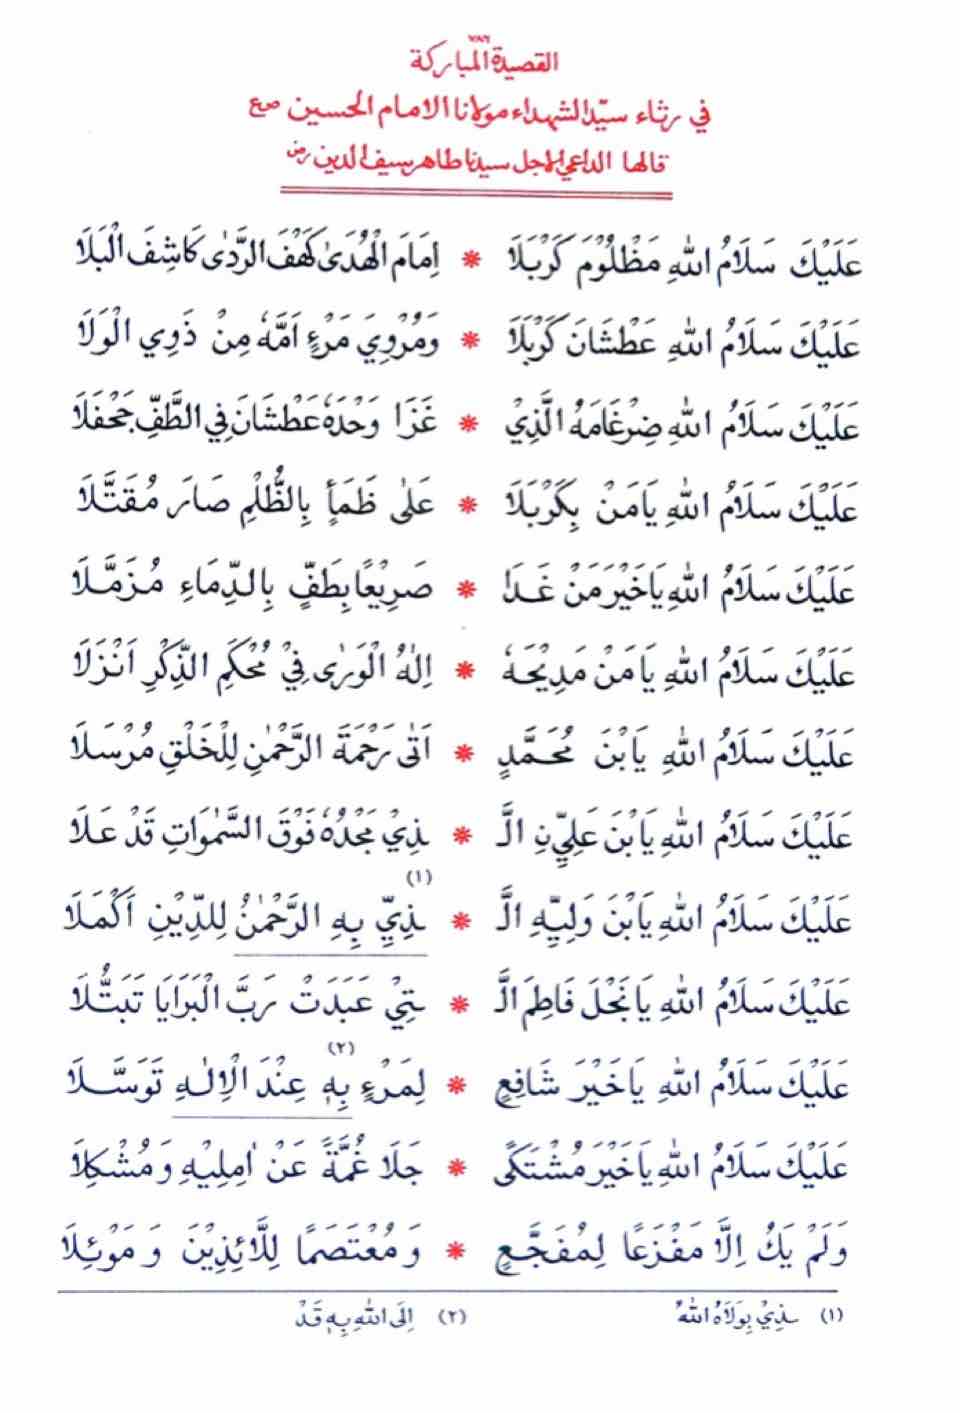 ٧٨٦
القصيدة المباركة
في رثاء سيّد الشهداء مولانا الامام الحسين صع
قالها الداعي الاجل سيدنا طاهر سيف الدين رض
عَلَيْكَ سَلَامُ اللهِ مَظْلُوْمَ كَرْبَلَا * اِمَامَ الْهُدٰى كَهْفَ الرَّدٰى كَاشِفَ الْبَلَا
عَلَيْكَ سَلَامُ اللهِ عَطْشَانَ كَرْبَلَا * وَمُرْوِيَ مَرْءٍ اَمَّهٗ مِنْ ذَوِي الْوَلَا
عَلَيْكَ سَلَامُ اللهِ ضِرْغَامَهُ الَّذِيْ * غَزَا وَحْدَهٗ عَطْشَانَ فِي الطَّفِّ جَحْفَلَا
عَلَيْكَ سَلَامُ اللهِ يَامَنْ بِكَرْبَلَا * عَلٰى ظَمَأٍ بِالظُّلْمِ صَارَ مُقَتَّلَا
عَلَيْكَ سَلَامُ اللهِ يَاخَيْرَ مَنْ غَدَا * صَرِيْعًا بِطَفٍّ بِالدِّمَاءِ مُزَمَّلَا
عَلَيْكَ سَلَامُ اللهِ يَامَنْ مَدِيْحَهٗ * اِلٰهُ الْوَرٰى فِيْ مُحْكَمِ الذِّكْرِ اَنْزَلَا
عَلَيْكَ سَلَامُ اللهِ يَابْنَ مُحَمَّدٍ * اَتٰى رَحْمَةَ الرَّحْمٰنِ لِلْخَلْقِ مُرْسَلَا
عَلَيْكَ سَلَامُ اللهِ يَابْنَ عَلِيِّنِ الَّـ * ـذِيْ مَجْدُهٗ فَوْقَ السَّمٰوَاتِ قَدْ عَلَا
عَلَيْكَ سَلَامُ اللهِ يَابْنَ وَلِيِّهِ الَّـ * ـذِيْ بِهِ الرَّحْمٰنُ (١) لِلدِّيْنِ اَكْمَلَا
عَلَيْكَ سَلَامُ اللهِ يَانَجْلَ فَاطِمَ الَّـ * ـتِيْ عَبَدَتْ رَبَّ الْبَرَايَا تَبَتُّلَا
عَلَيْكَ سَلَامُ اللهِ يَاخَيْرَ شَافِعٍ * لِمَرْءٍ بِهٖ عِنْدَ الْاِلٰهِ (٢) تَوَسَّلَا
عَلَيْكَ سَلَامُ اللهِ يَاخَيْرَ مُشْتَكًى * جَلَا غُمَّةً عَنْ اٰمِلِيْهِ وَمُشْكِلَا
وَلَمْ يَكُ اِلَّا مَفْزَعًا لِمُفَجَّعٍ * وَمُعْتَصَمًا لِلَّائِذِيْنَ وَمَوْئِلَا
(١) ـذِيْ بِوَلَاهُ اللهُ (٢) اِلَى اللهِ بِهٖ قَدْ